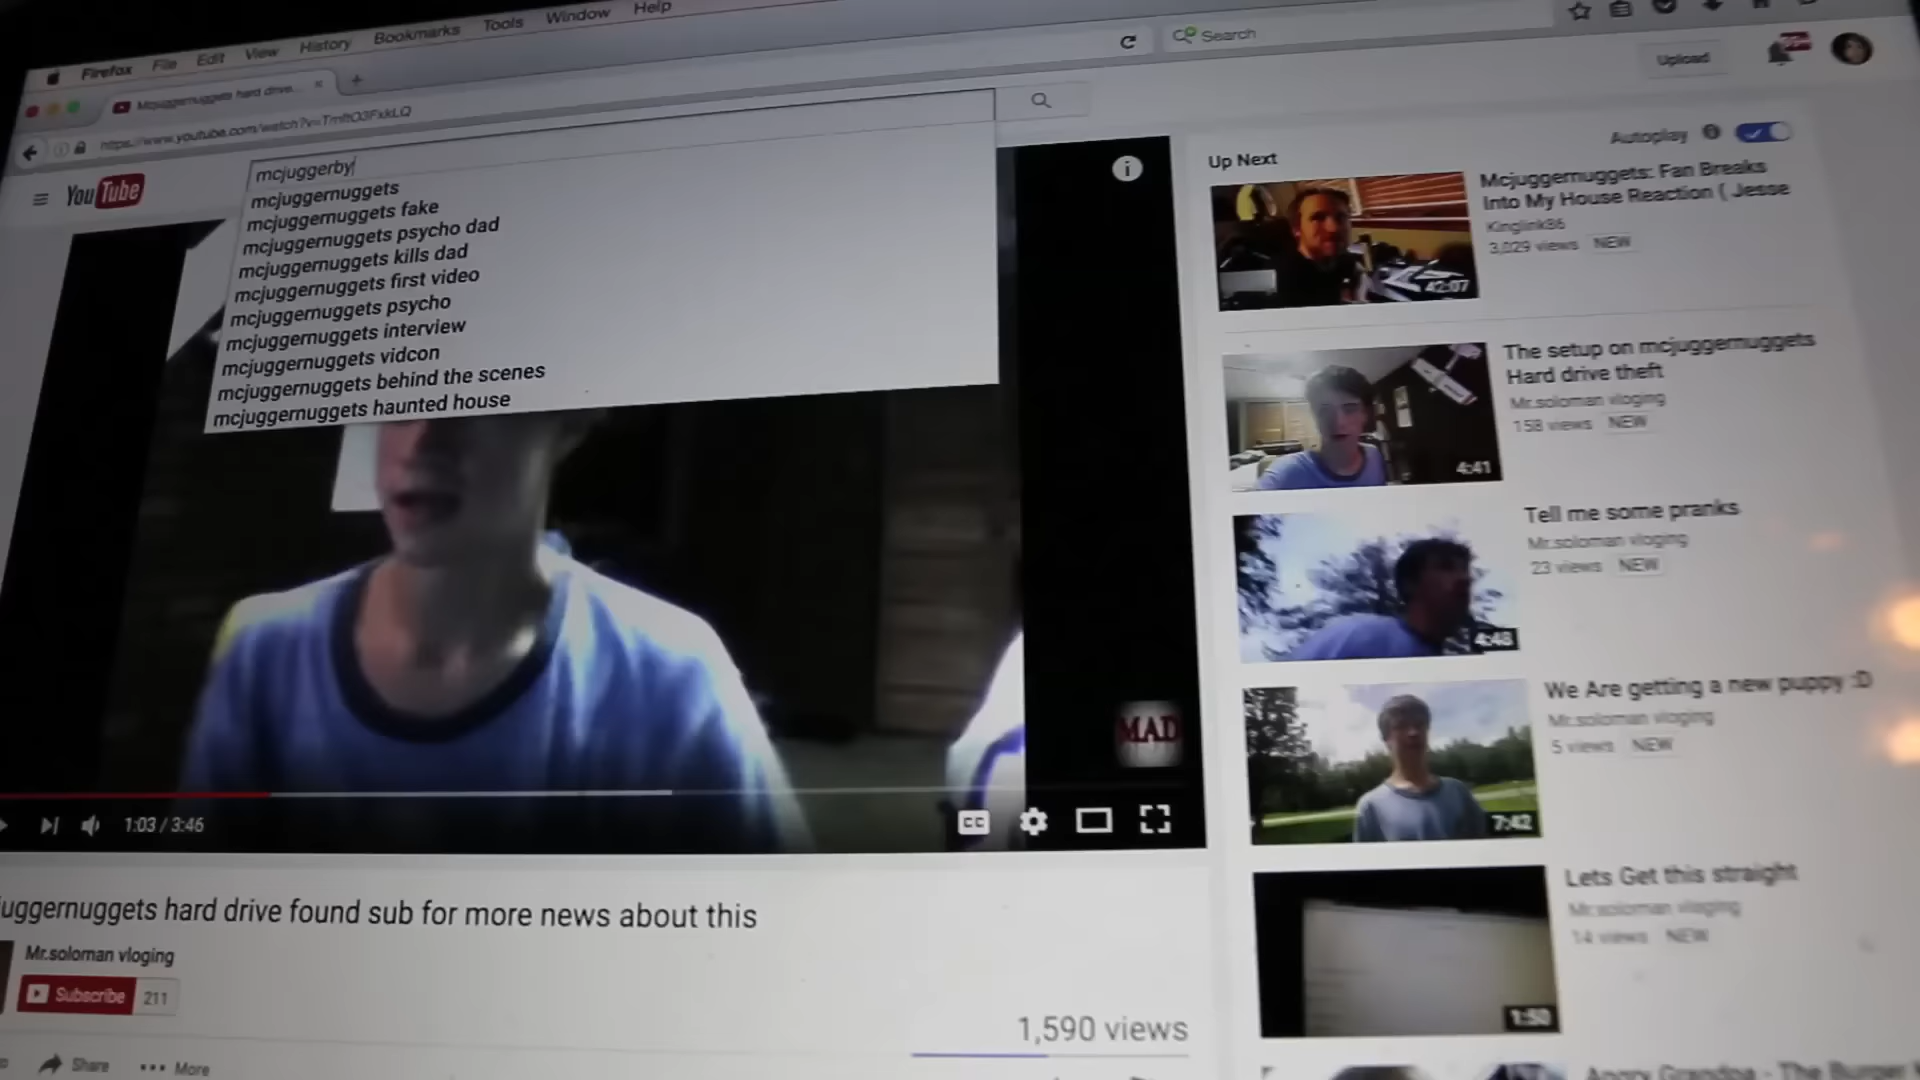 Firefox File Edit View History Bookmarks Tools Window Help
Mcjuggernuggets hard drive...
https://www.youtube.com/watch?v=
Search
YouTube
mcjuggerby
Upload
mcjuggernuggets
mcjuggernuggets fake
mcjuggernuggets psycho dad
mcjuggernuggets kills dad
mcjuggernuggets first video
mcjuggernuggets psycho
mcjuggernuggets interview
mcjuggernuggets vidcon
mcjuggernuggets behind the scenes
mcjuggernuggets haunted house
MAD
1:03 / 3:46
CC
uggernuggets hard drive found sub for more news about this
Mr.soloman vloging
Subscribe 211
1,590 views
Share
More
Up Next
Autoplay
Mcjuggernuggets: Fan Breaks
Into My House Reaction ( Jesse
Kinglink86
3,029 views NEW
42:07
The setup on mcjuggernuggets
Hard drive theft
Mr.soloman vloging
158 views NEW
4:41
Tell me some pranks
Mr.soloman vloging
23 views NEW
4:48
We Are getting a new puppy :D
Mr.soloman vloging
5 views NEW
7:42
Lets Get this straight
Mr.soloman vloging
14 views NEW
1:50
Angry Grandpa - The Burger